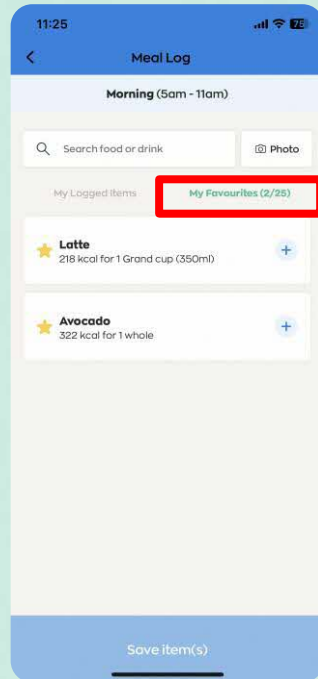 11:25
78
Meal Log
Morning (5am - 11am)
Search food or drink
Photo
My Logged Items
My Favourites (2/25)
Latte
218 kcal for 1 Grand cup (350ml)
Avocado
322 kcal for 1 whole
Save item(s)